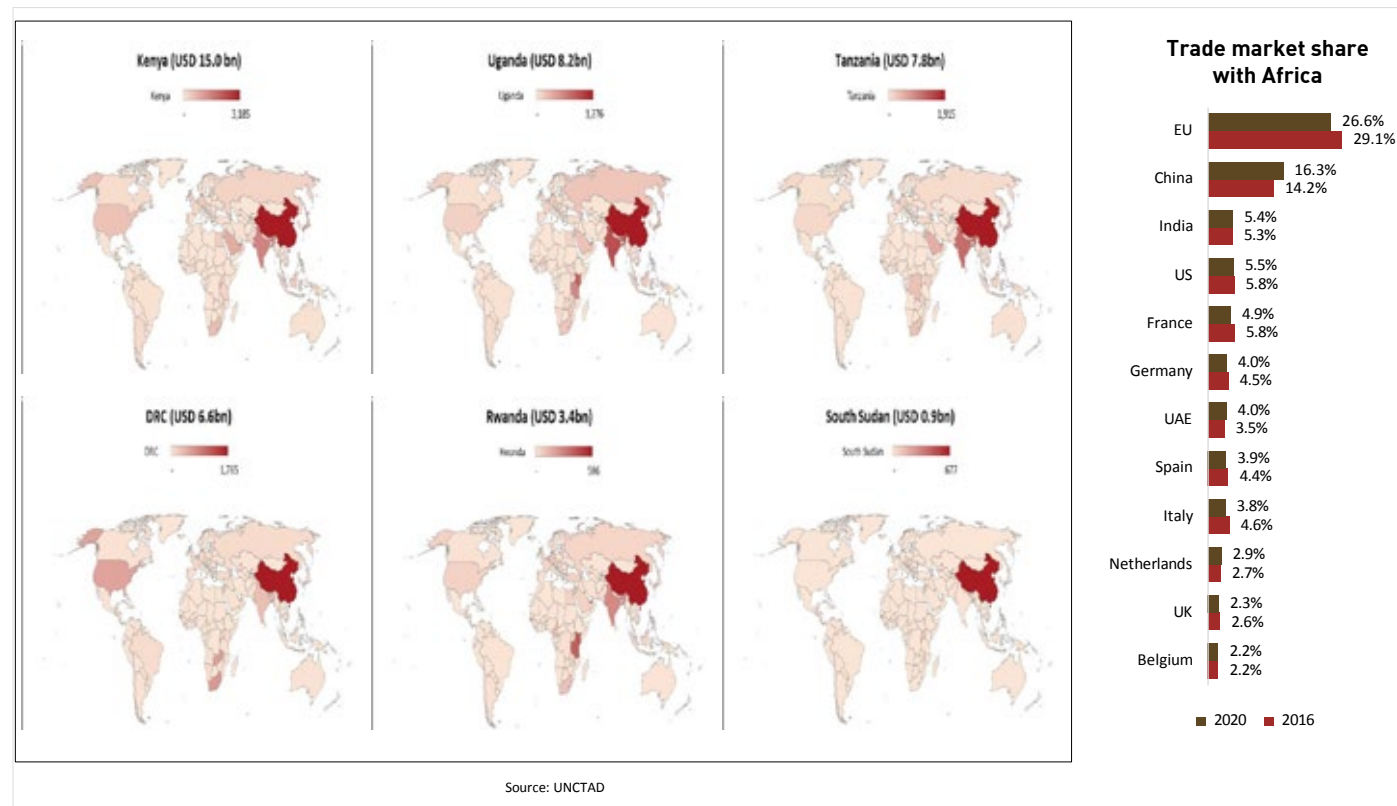 Kenya (USD 15.0 bn)
Kenya
-
3,185
Uganda (USD 8.2bn)
Uganda
-
Tanzania (USD 7.8bn)
Tanzania
-
1,915
DRC (USD 6.6bn)
DRC
-
Rwanda (USD 3.4bn)
Rwanda
-
South Sudan (USD 0.9bn)
South Sudan
-
677
Source: UNCTAD
Trade market share
with Africa
EU
26.6%
29.1%
China
16.3%
14.2%
India
5.4%
5.3%
US
5.5%
5.8%
France
4.9%
5.8%
Germany
4.0%
4.5%
UAE
4.0%
3.5%
Spain
3.9%
4.4%
Italy
3.8%
4.6%
Netherlands
2.9%
2.7%
UK
2.3%
2.6%
Belgium
2.2%
2.2%
2020
2016